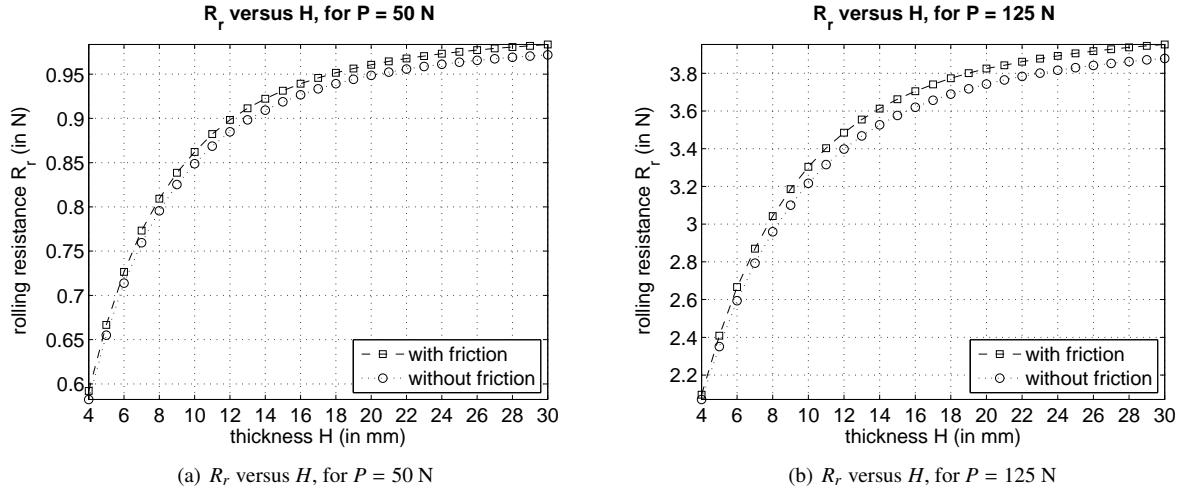 R_r versus H, for P = 50 N
rolling resistance R_r (in N)
0.95
0.9
0.85
0.8
0.75
0.7
0.65
0.6
4 6 8 10 12 14 16 18 20 22 24 26 28 30
thickness H (in mm)
with friction
without friction
(a) R_r versus H, for P = 50 N
R_r versus H, for P = 125 N
rolling resistance R_r (in N)
3.8
3.6
3.4
3.2
3
2.8
2.6
2.4
2.2
4 6 8 10 12 14 16 18 20 22 24 26 28 30
thickness H (in mm)
with friction
without friction
(b) R_r versus H, for P = 125 N